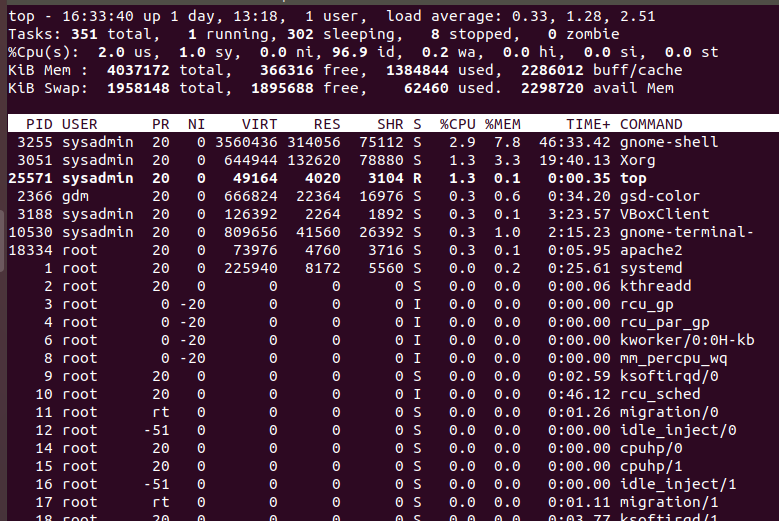 top - 16:33:40 up 1 day, 13:18,  1 user,  load average: 0.33, 1.28, 2.51
Tasks: 351 total,   1 running, 302 sleeping,   8 stopped,   0 zombie
%Cpu(s):  2.0 us,  1.0 sy,  0.0 ni, 96.9 id,  0.2 wa,  0.0 hi,  0.0 si,  0.0 st
KiB Mem :  4037172 total,   366316 free,  1384844 used,  2286012 buff/cache
KiB Swap:  1958148 total,  1895688 free,    62460 used.  2298720 avail Mem
PID USER      PR  NI    VIRT    RES    SHR S  %CPU %MEM     TIME+ COMMAND
3255 sysadmin  20   0 3560436 314056  75112 S   2.9  7.8  46:33.42 gnome-shell
3051 sysadmin  20   0  644944 132620  78880 S   1.3  3.3  19:40.13 Xorg
25571 sysadmin  20   0   49164   4020   3104 R   1.3  0.1   0:00.35 top
2366 gdm       20   0  666824  22364  16976 S   0.3  0.6   0:34.20 gsd-color
3188 sysadmin  20   0  126392   2264   1892 S   0.3  0.1   3:23.57 VBoxClient
10530 sysadmin  20   0  809656  41560  26392 S   0.3  1.0   2:15.23 gnome-terminal-
18334 root      20   0   73976   4760   3716 S   0.3  0.1   0:05.95 apache2
1 root      20   0  225940   8172   5560 S   0.0  0.2   0:25.61 systemd
2 root      20   0       0      0      0 S   0.0  0.0   0:00.06 kthreadd
3 root       0 -20       0      0      0 I   0.0  0.0   0:00.00 rcu_gp
4 root       0 -20       0      0      0 I   0.0  0.0   0:00.00 rcu_par_gp
6 root       0 -20       0      0      0 I   0.0  0.0   0:00.00 kworker/0:0H-kb
8 root       0 -20       0      0      0 I   0.0  0.0   0:00.00 mm_percpu_wq
9 root      20   0       0      0      0 S   0.0  0.0   0:02.59 ksoftirqd/0
10 root      20   0       0      0      0 I   0.0  0.0   0:46.12 rcu_sched
11 root      rt   0       0      0      0 S   0.0  0.0   0:01.26 migration/0
12 root     -51   0       0      0      0 S   0.0  0.0   0:00.00 idle_inject/0
14 root      20   0       0      0      0 S   0.0  0.0   0:00.00 cpuhp/0
15 root      20   0       0      0      0 S   0.0  0.0   0:00.00 cpuhp/1
16 root     -51   0       0      0      0 S   0.0  0.0   0:00.00 idle_inject/1
17 root      rt   0       0      0      0 S   0.0  0.0   0:01.11 migration/1
18 root      20   0       0      0      0 S   0.0  0.0   0:03.77 ksoftirqd/1